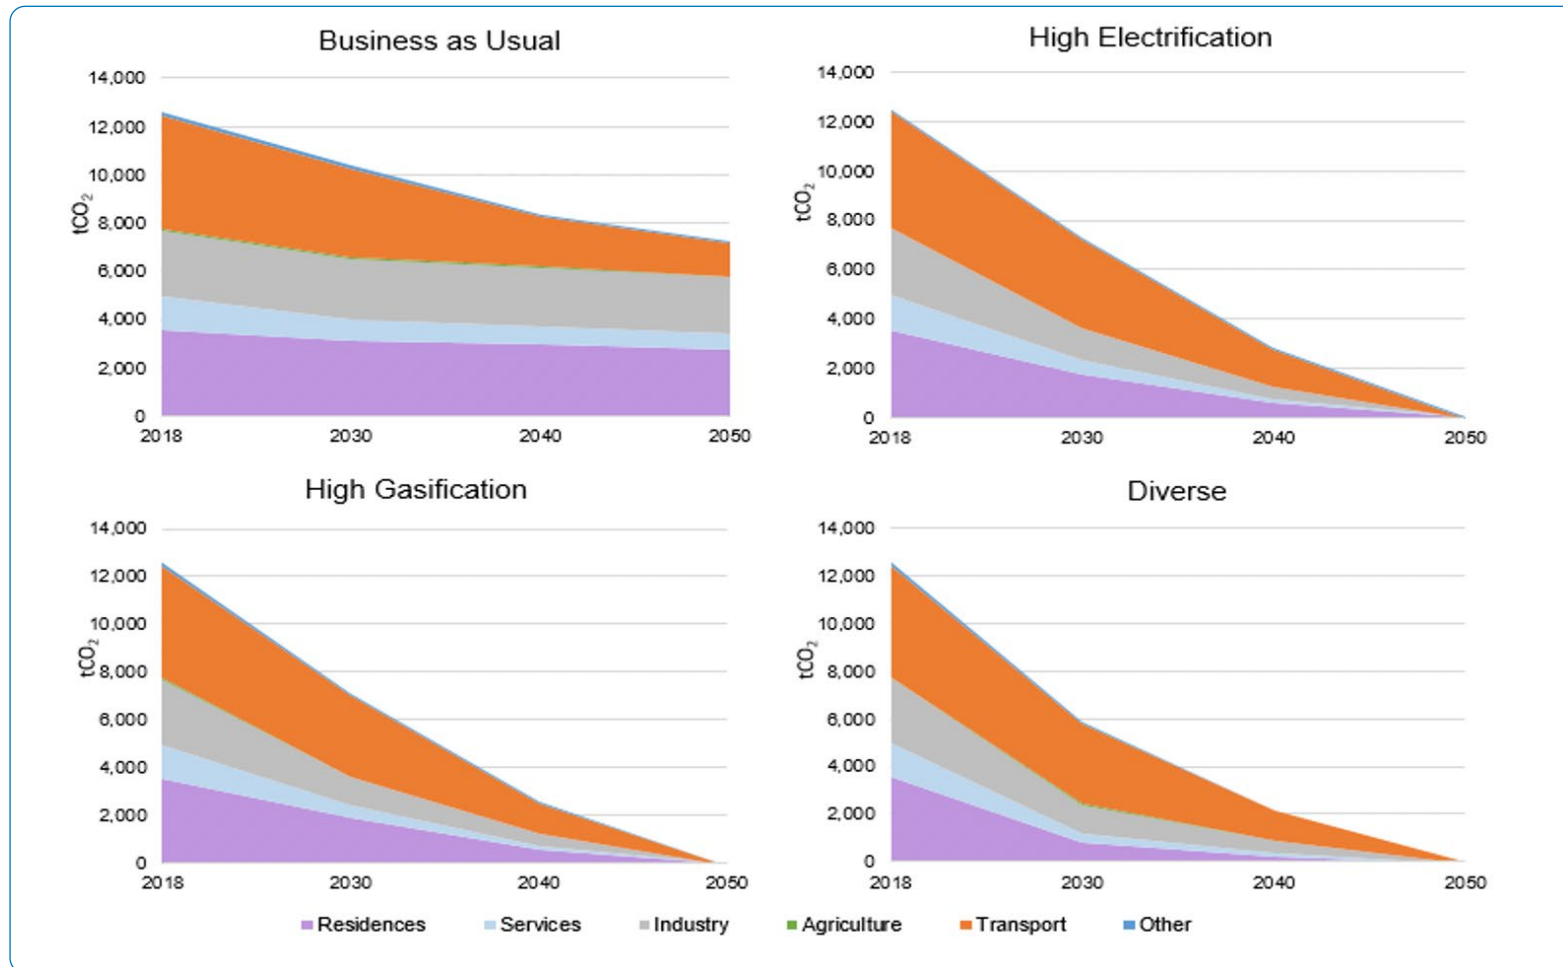 Business as Usual
14,000
12,000
10,000
8,000
6,000
4,000
2,000
0
tCO₂
2018 2030 2040 2050
High Electrification
14,000
12,000
10,000
8,000
6,000
4,000
2,000
0
tCO₂
2018 2030 2040 2050
High Gasification
14,000
12,000
10,000
8,000
6,000
4,000
2,000
0
tCO₂
2018 2030 2040 2050
Diverse
14,000
12,000
10,000
8,000
6,000
4,000
2,000
0
tCO₂
2018 2030 2040 2050
Residences Services Industry Agriculture Transport Other